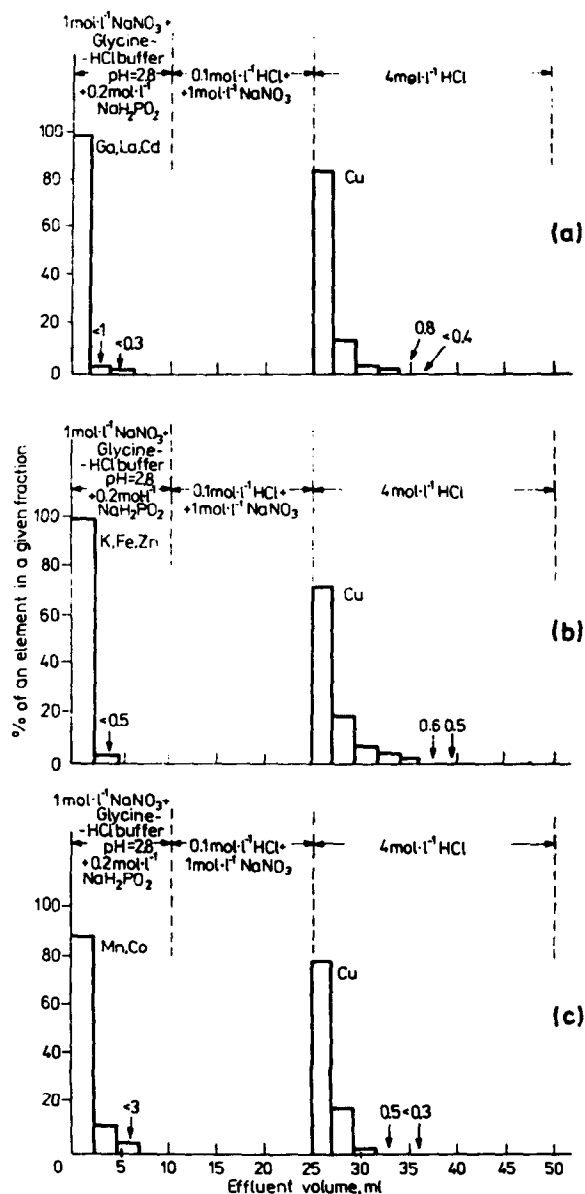 1mol·l⁻¹NaNO₃+
Glycine-
-HCl buffer
pH=2.8
+0.2mol·l⁻¹
NaH₂PO₂
0.1mol·l⁻¹HCl+
+1mol·l⁻¹NaNO₃
4mol·l⁻¹HCl
100
80
60
40
20
0
Ga,La,Cd
<1
<0.3
Cu
0.8
<0.4
(a)
1mol·l⁻¹NaNO₃+
Glycine-
-HCl buffer
pH=2.8
+0.2mol·l⁻¹
NaH₂PO₂
0.1mol·l⁻¹HCl+
+1mol·l⁻¹NaNO₃
4mol·l⁻¹HCl
% of an element in a given fraction
100
80
60
40
20
0
K,Fe,Zn
<0.5
Cu
0.6
0.5
(b)
1mol·l⁻¹NaNO₃+
Glycine-
-HCl buffer
pH=2.8
+0.2mol·l⁻¹
NaH₂PO₂
0.1mol·l⁻¹HCl+
1mol·l⁻¹NaNO₃
4mol·l⁻¹HCl
100
80
60
40
20
Mn,Co
<3
Cu
0.5
<0.3
(c)
0 5 10 15 20 25 30 35 40 45 50
Effluent volume, ml